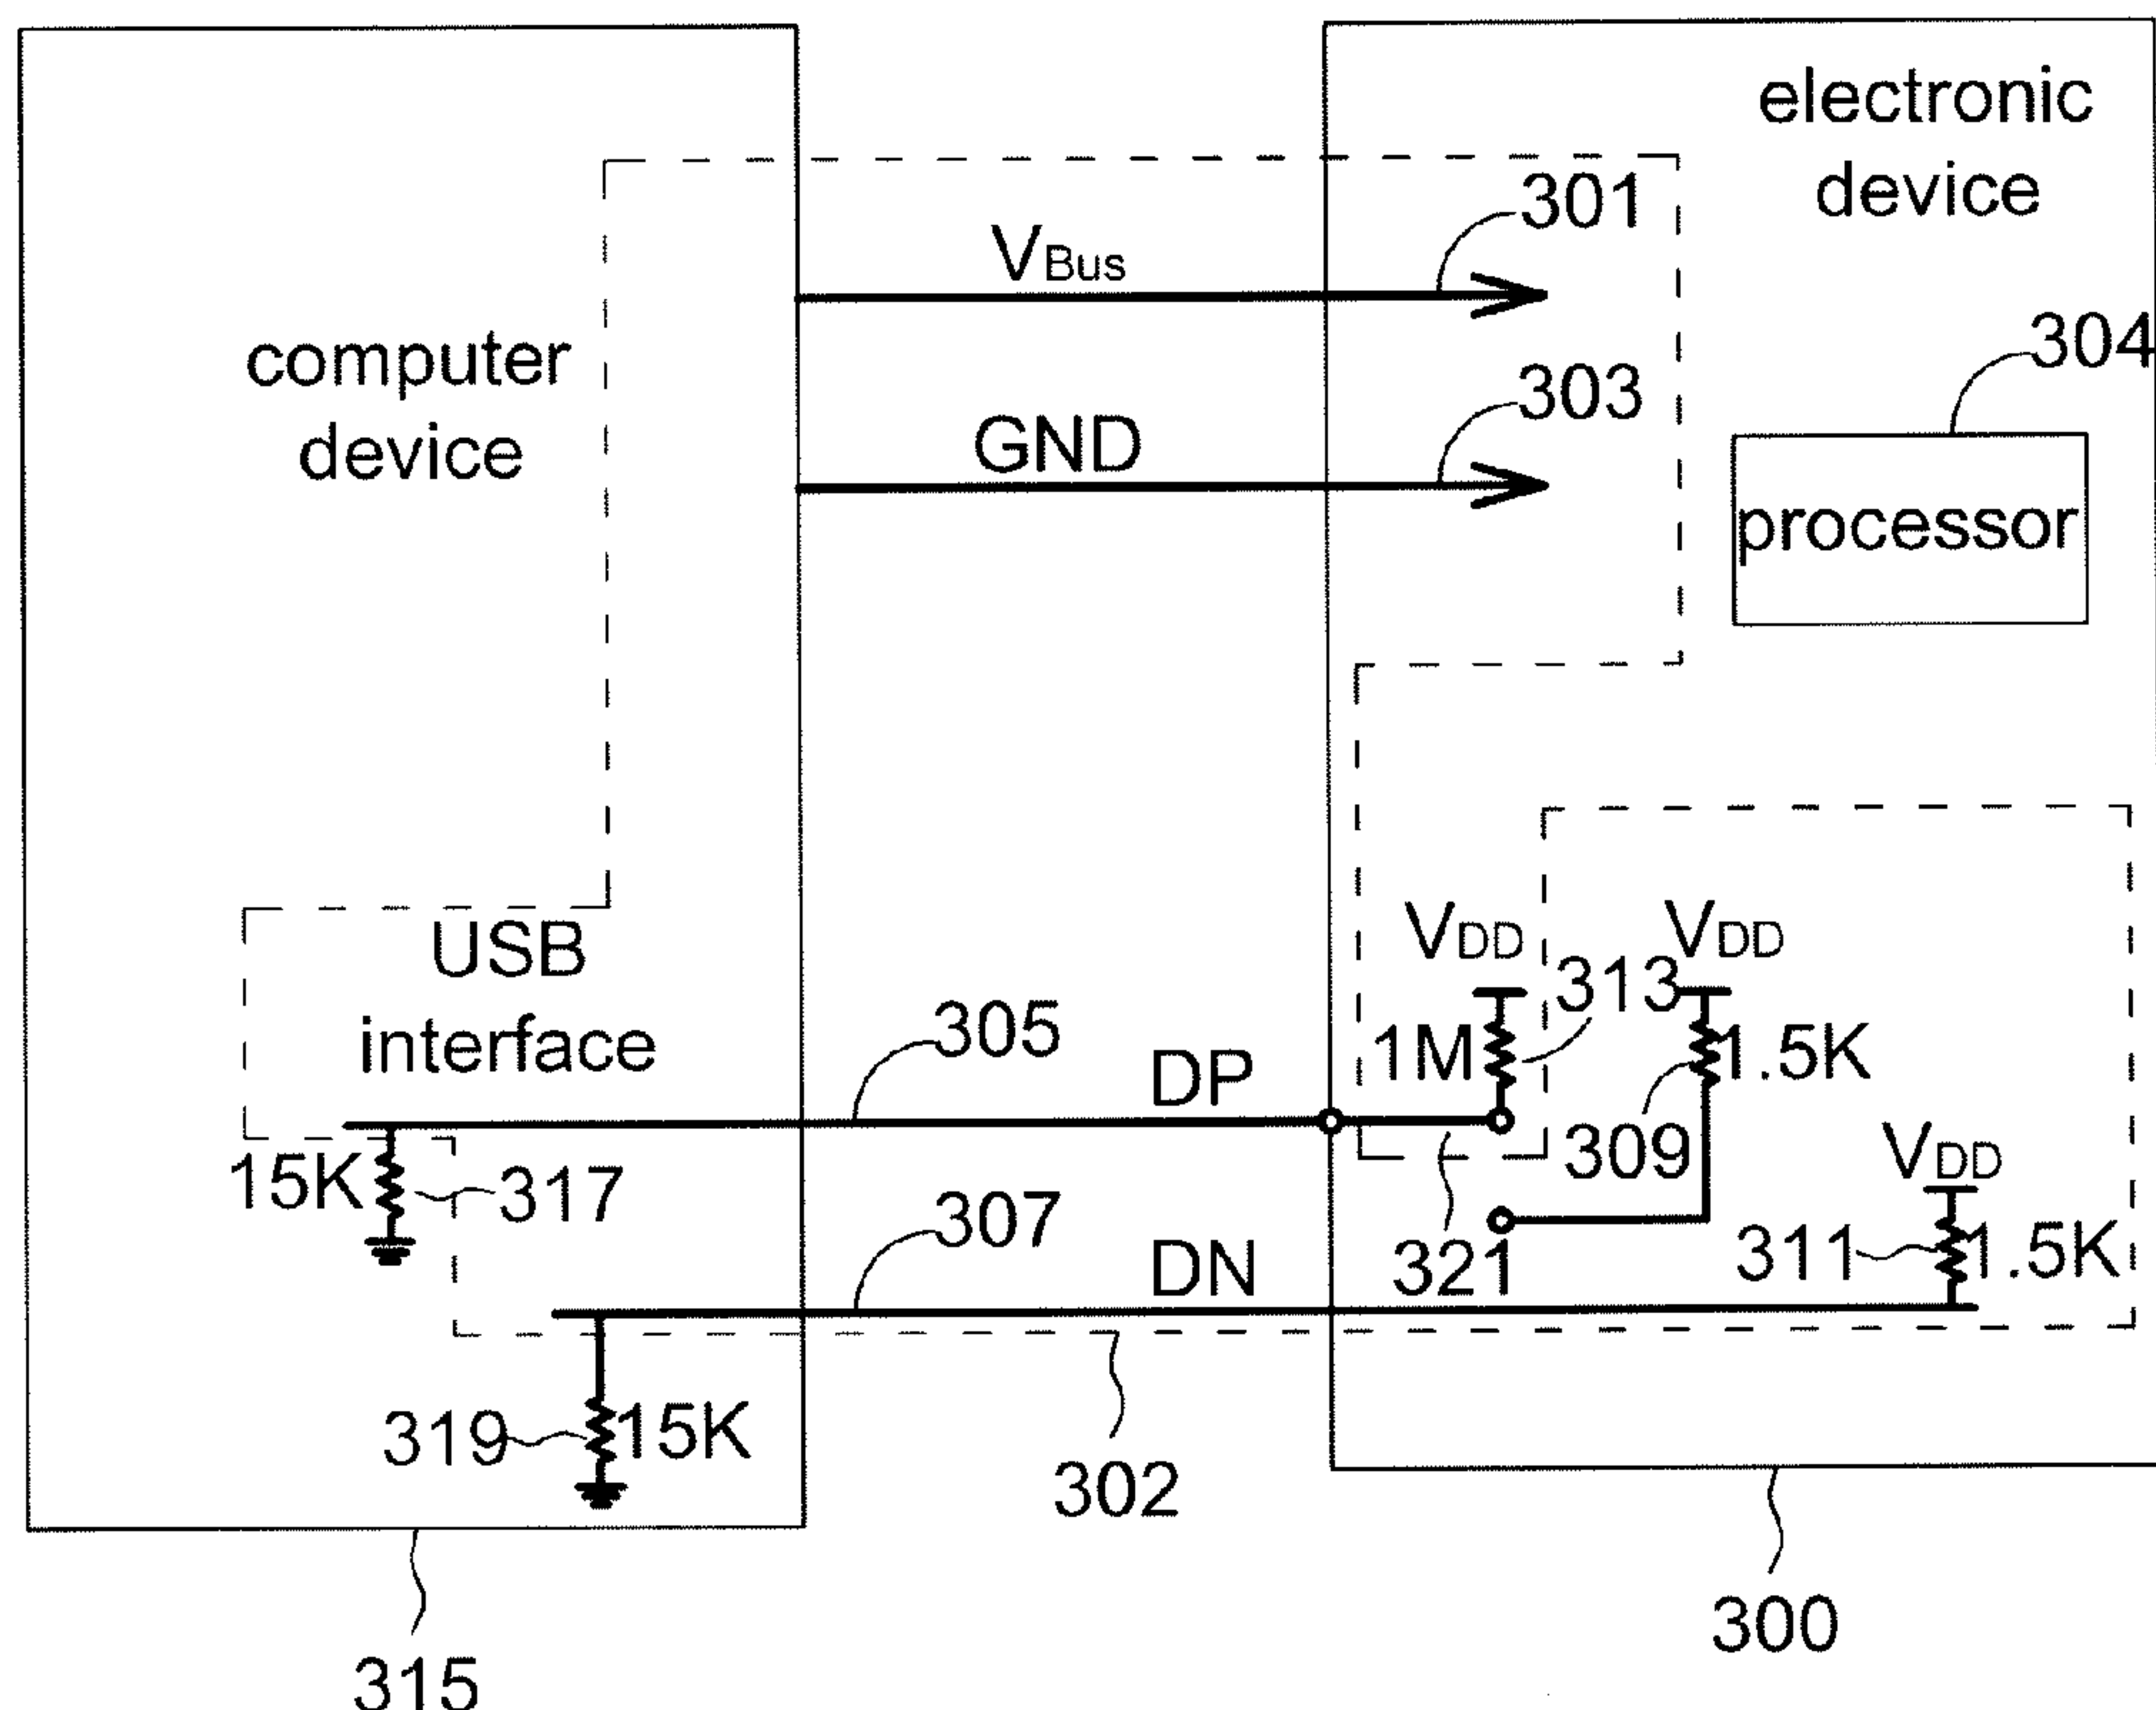 electronic
device
301
VBus
304
computer
device
303
GND
processor
USB
interface
VDD
VDD
313
305
DP
1M
1.5K
309
VDD
15K
317
307
DN
321
311
1.5K
319
15K
302
300
315